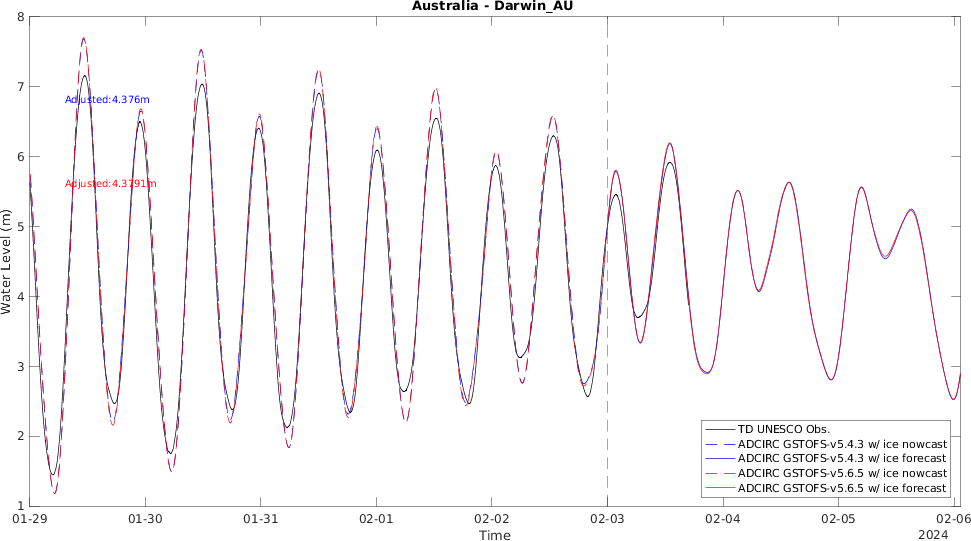 Australia - Darwin_AU
8
7
6
5
4
3
2
1
Water Level (m)
Adjusted:4.376m
Adjusted:4.3791m
TD UNESCO Obs.
ADCIRC GSTOFS-v5.4.3 w/ ice nowcast
ADCIRC GSTOFS-v5.4.3 w/ ice forecast
ADCIRC GSTOFS-v5.6.5 w/ ice nowcast
ADCIRC GSTOFS-v5.6.5 w/ ice forecast
01-29 01-30 01-31 02-01 02-02 02-03 02-04 02-05 02-06
Time
2024